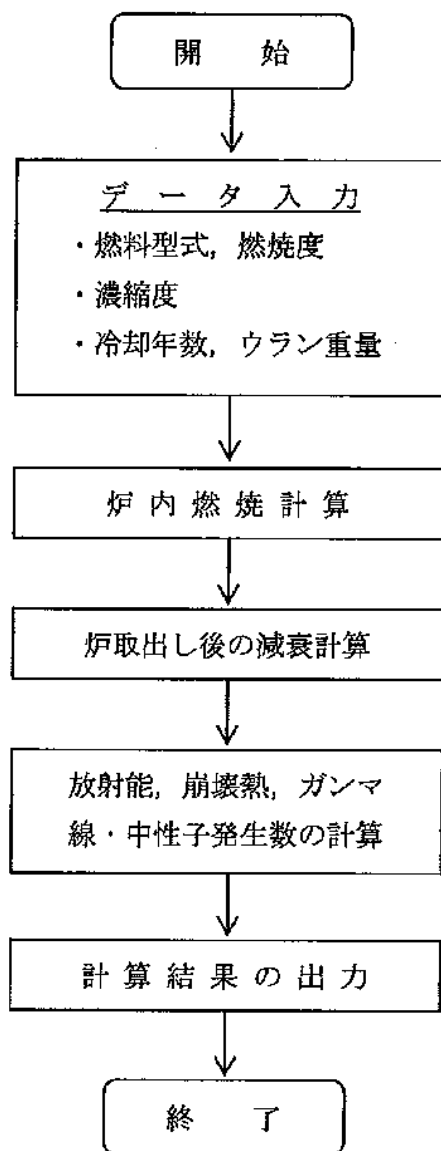 開 始
データ入力
・燃料型式, 燃焼度
・濃縮度
・冷却年数, ウラン重量
炉内燃焼計算
炉取出し後の減衰計算
放射能, 崩壊熱, ガンマ
線・中性子発生数の計算
計算結果の出力
終 了